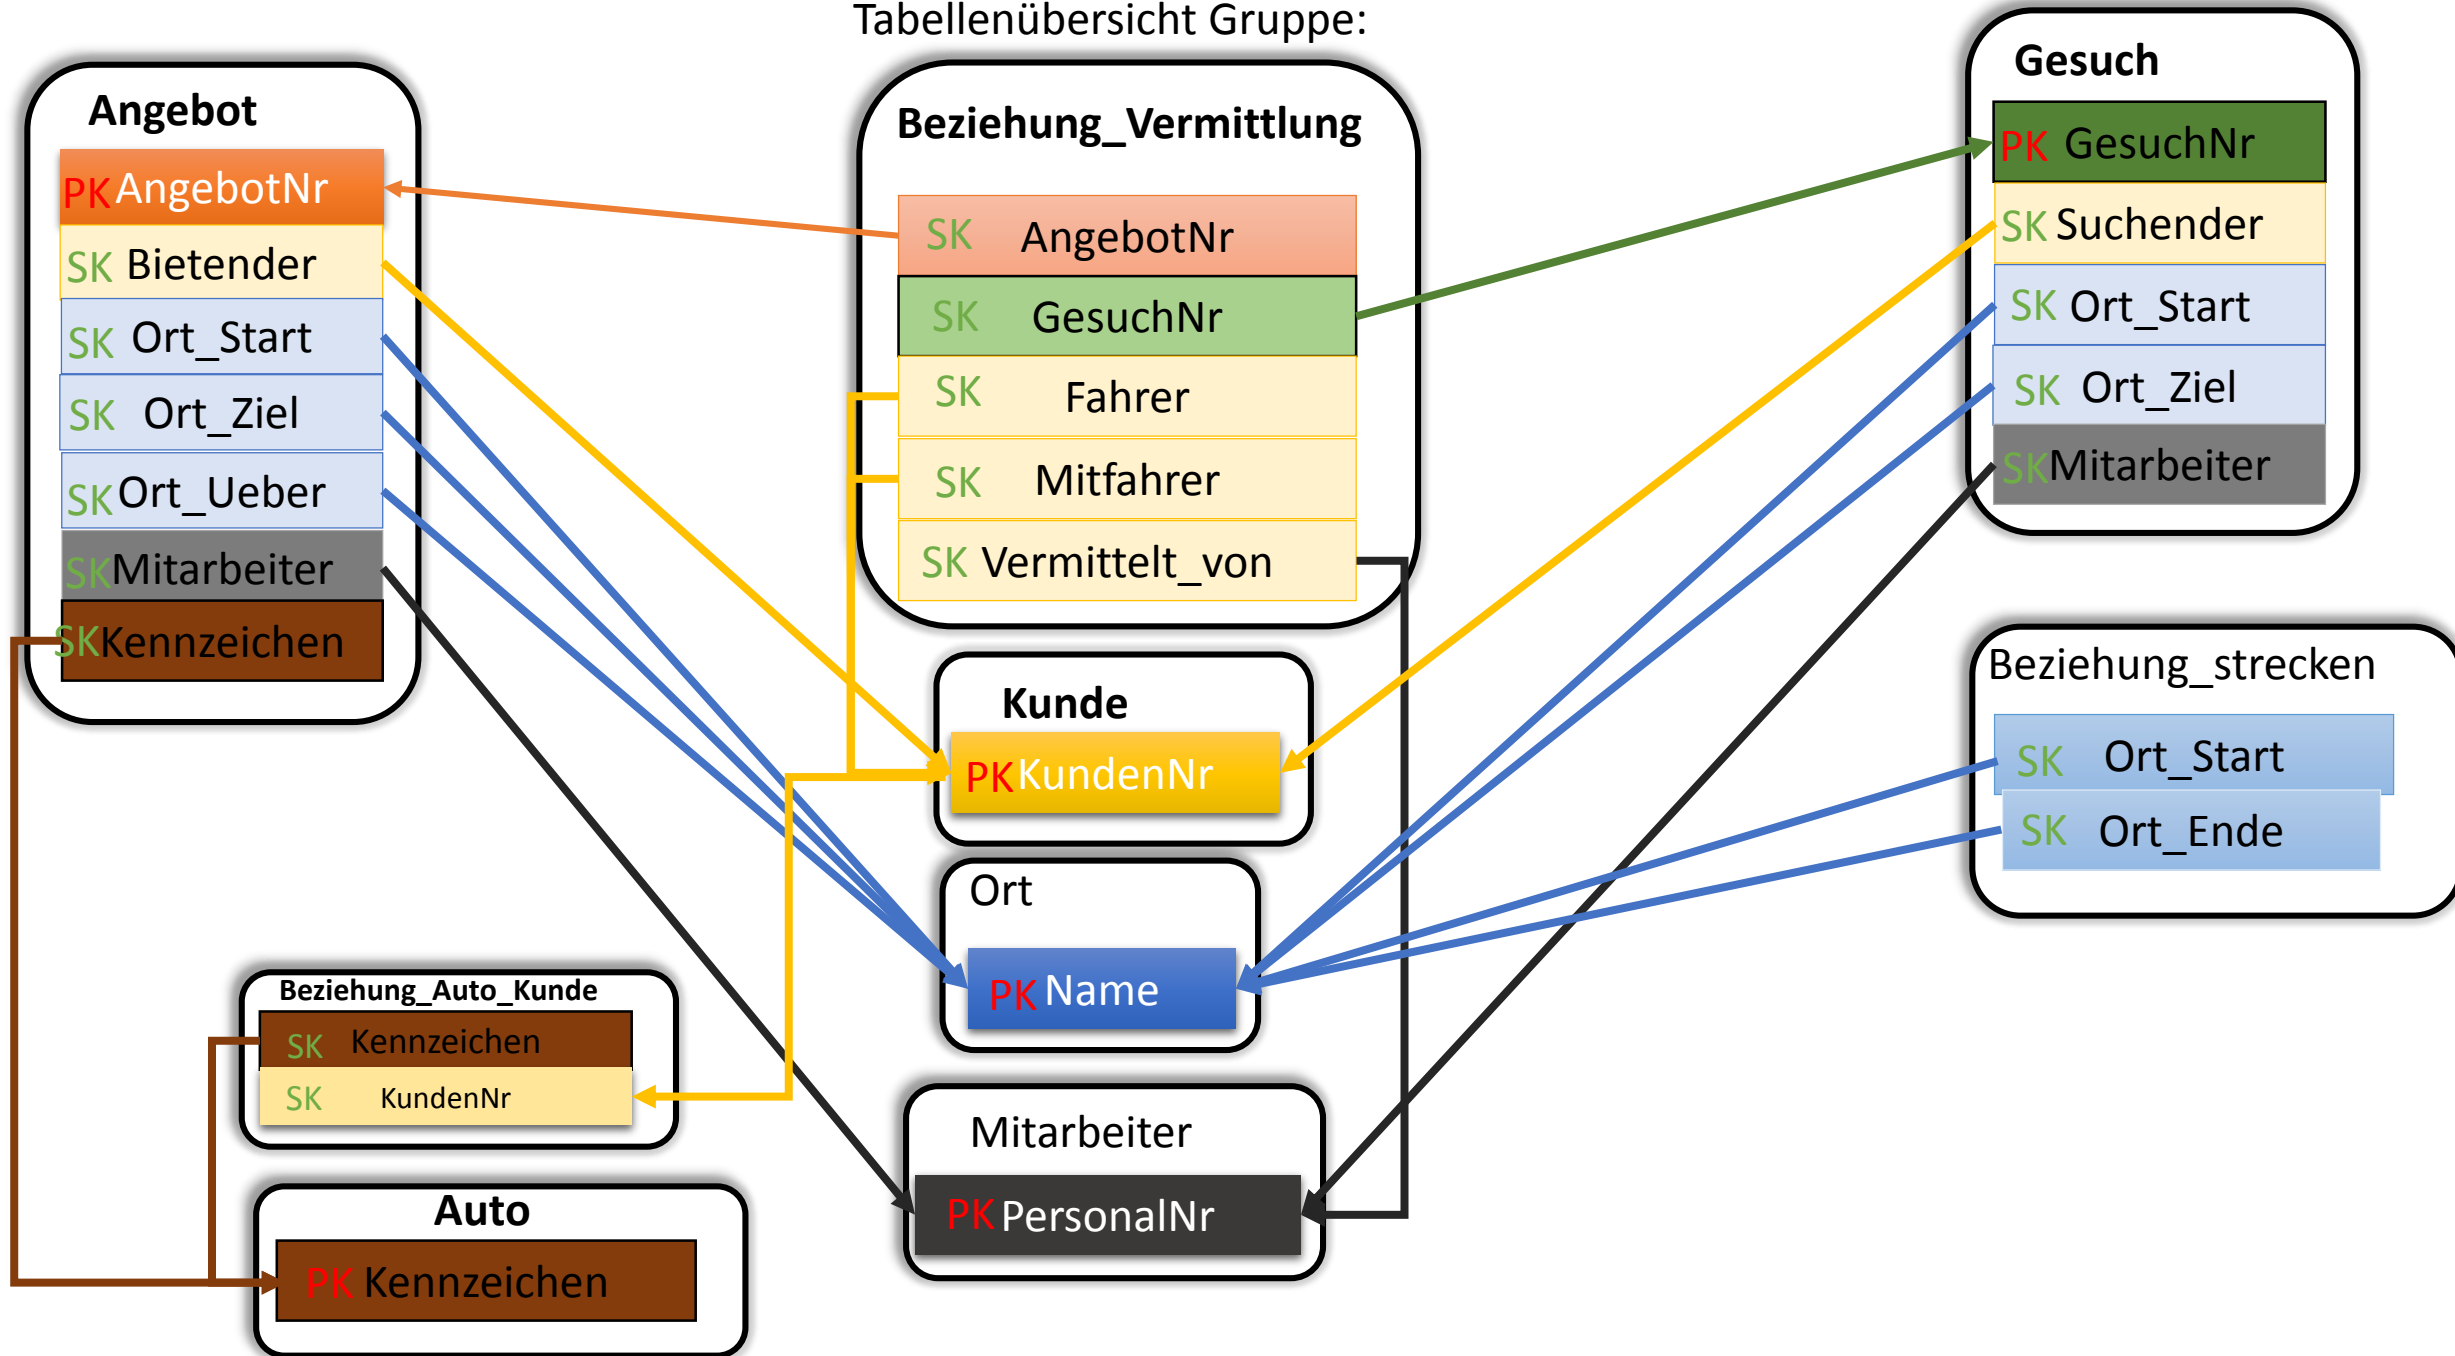 Tabellenübersicht Gruppe:
Angebot
PK AngebotNr
SK Bietender
SK Ort_Start
SK Ort_Ziel
SK Ort_Ueber
SK Mitarbeiter
SK Kennzeichen
Beziehung_Vermittlung
SK AngebotNr
SK GesuchNr
SK Fahrer
SK Mitfahrer
SK Vermittelt_von
Gesuch
PK GesuchNr
SK Suchender
SK Ort_Start
SK Ort_Ziel
SK Mitarbeiter
Kunde
PK KundenNr
Beziehung_strecken
SK Ort_Start
SK Ort_Ende
Ort
PK Name
Beziehung_Auto_Kunde
SK Kennzeichen
SK KundenNr
Mitarbeiter
PK PersonalNr
Auto
PK Kennzeichen